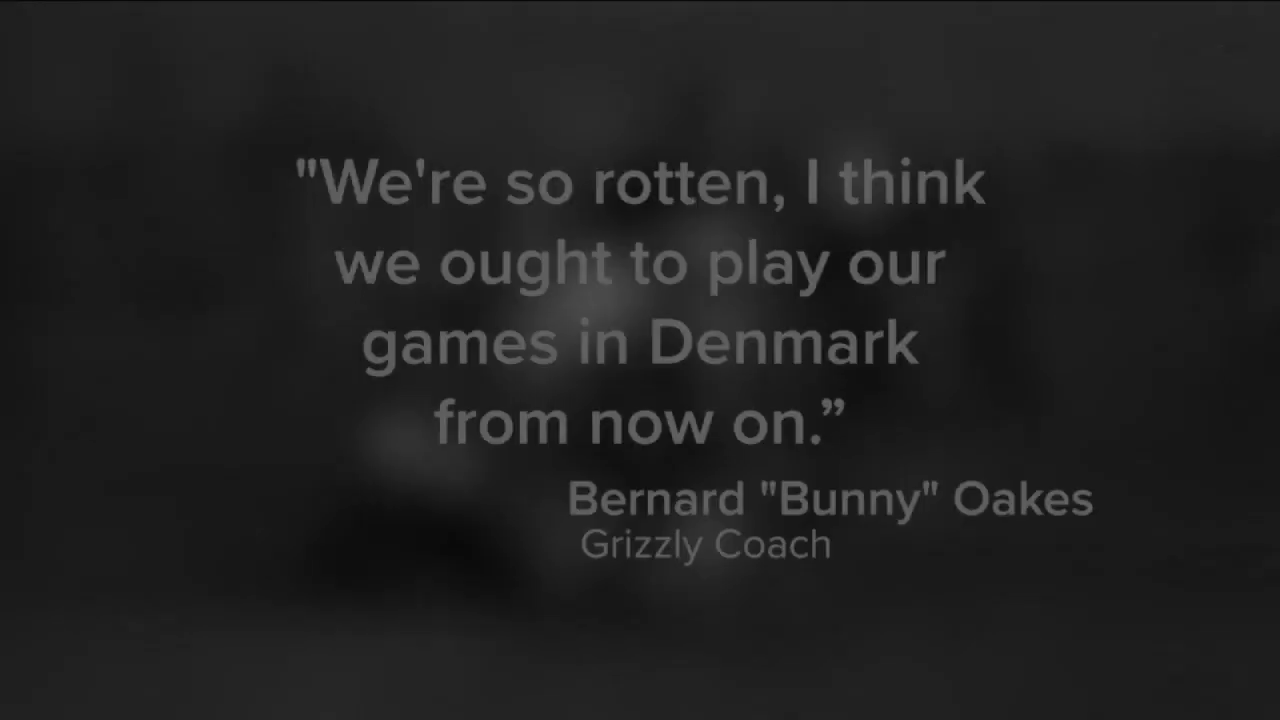 "We're so rotten, I think
we ought to play our
games in Denmark
from now on.”
Bernard "Bunny" Oakes
Grizzly Coach